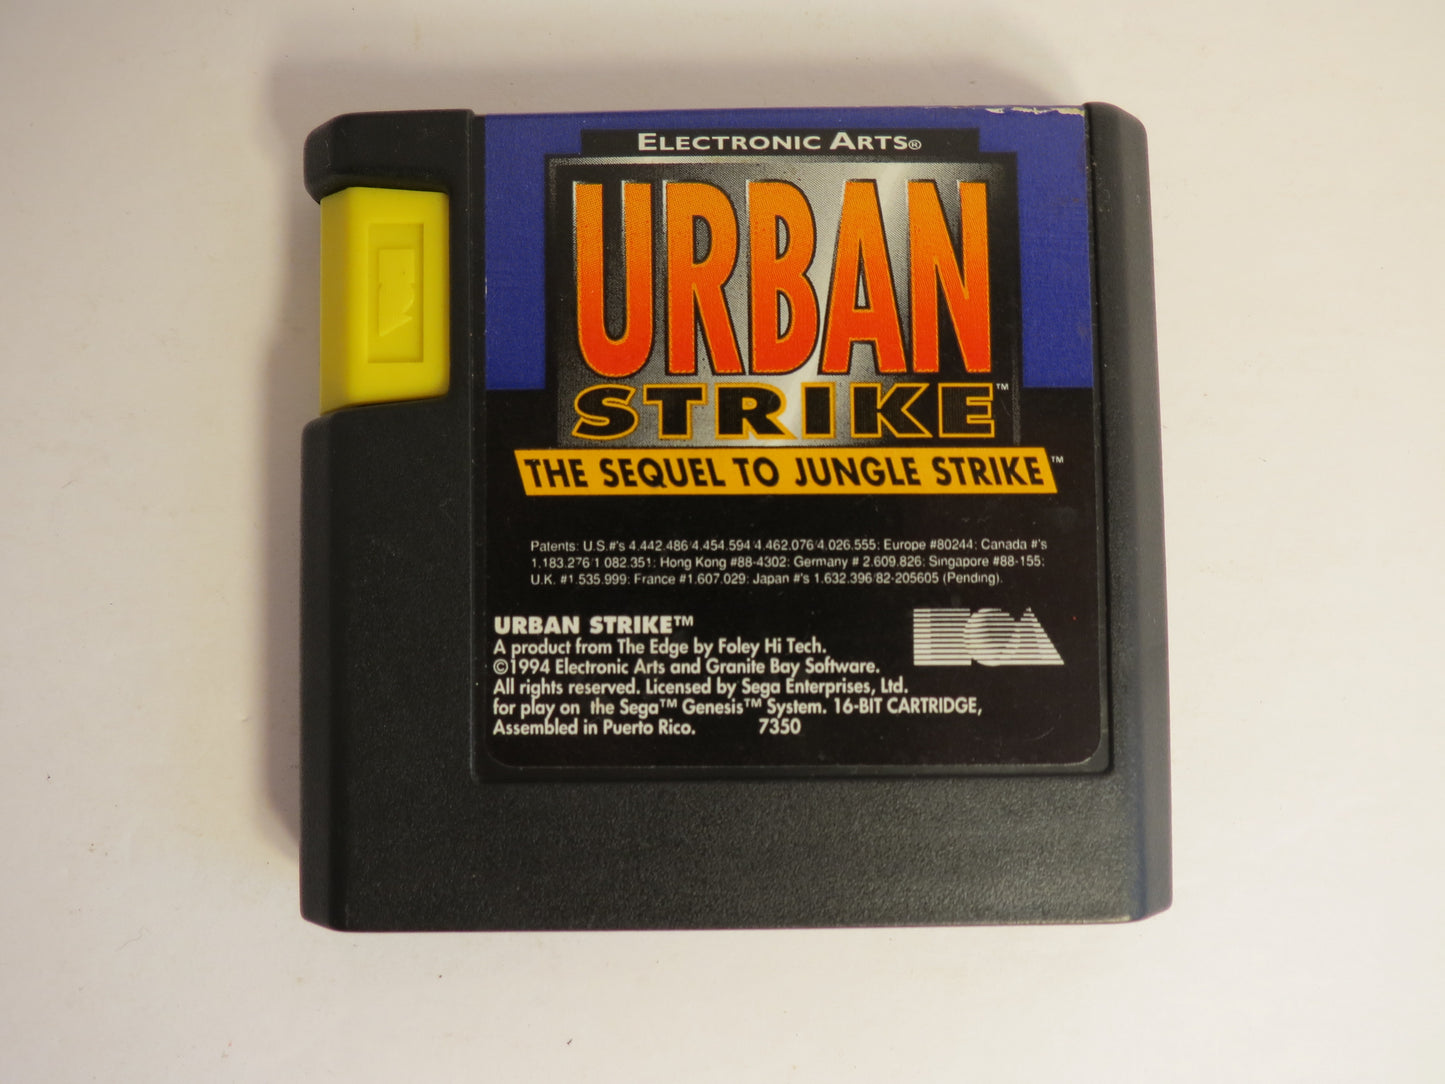 ELECTRONIC ARTS®
URBAN
STRIKE™
THE SEQUEL TO JUNGLE STRIKE™
Patents: U.S.#'s 4.442.486/4.454.594/4.462.076/4.026.555; Europe #80244; Canada #'s
1.183.276/1.082.351; Hong Kong #88-4302; Germany # 2.609.826; Singapore #88-155;
U.K. #1.535.999; France #1.607.029; Japan #'s 1.632.396/82-205605 (Pending).
URBAN STRIKE™
A product from The Edge by Foley Hi Tech.
©1994 Electronic Arts and Granite Bay Software.
All rights reserved. Licensed by Sega Enterprises, Ltd.
for play on the Sega™ Genesis™ System. 16-BIT CARTRIDGE,
Assembled in Puerto Rico. 7350
EA